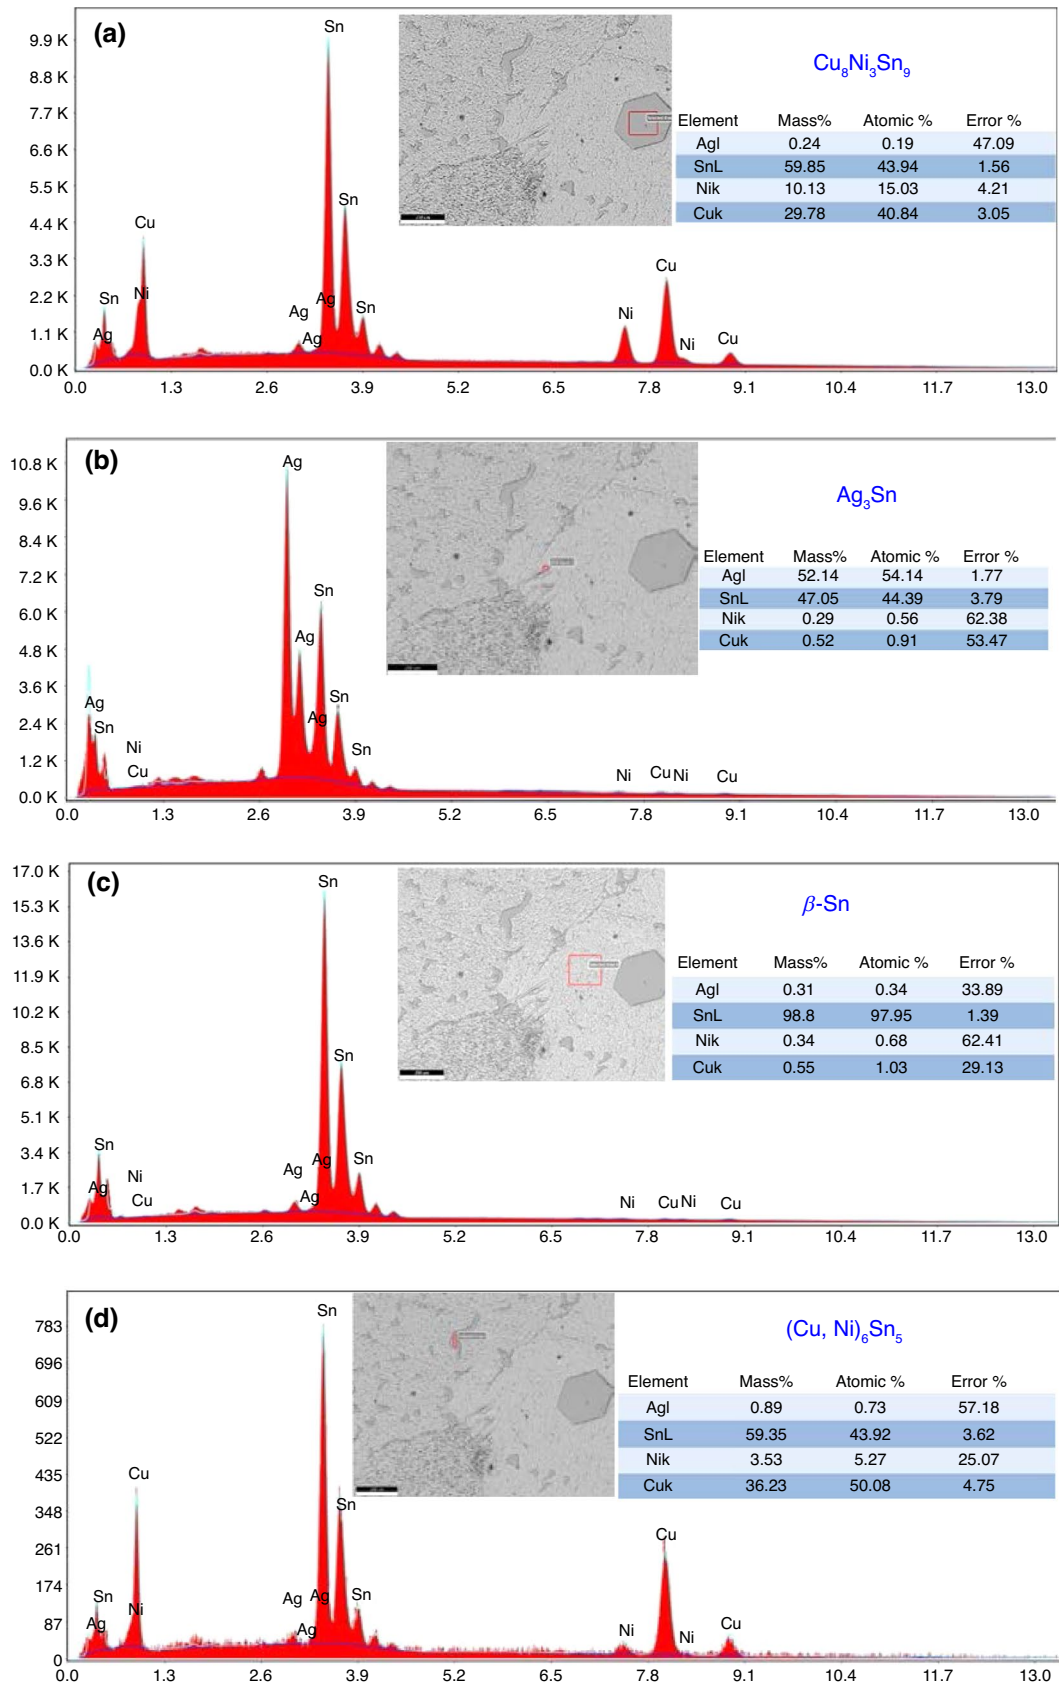 (a)
Cu8Ni3Sn9
Element Mass% Atomic % Error %
Agl 0.24 0.19 47.09
SnL 59.85 43.94 1.56
Nik 10.13 15.03 4.21
Cuk 29.78 40.84 3.05
9.9 K
8.8 K
7.7 K
6.6 K
5.5 K
4.4 K
3.3 K
2.2 K
1.1 K
0.0 K
Sn
Sn
Cu
Cu
Sn Ni Ag Ag Sn Ni
Ag Ag Ni Cu
0.0 1.3 2.6 3.9 5.2 6.5 7.8 9.1 10.4 11.7 13.0
(b)
Ag3Sn
Element Mass% Atomic % Error %
Agl 52.14 54.14 1.77
SnL 47.05 44.39 3.79
Nik 0.29 0.56 62.38
Cuk 0.52 0.91 53.47
10.8 K
9.6 K
8.4 K
7.2 K
6.0 K
4.8 K
3.6 K
2.4 K
1.2 K
0.0 K
Ag
Sn
Ag
Ag Sn
Sn Ag
Ni Sn
Cu Ni Cu Ni Cu
0.0 1.3 2.6 3.9 5.2 6.5 7.8 9.1 10.4 11.7 13.0
(c)
β-Sn
Element Mass% Atomic % Error %
Agl 0.31 0.34 33.89
SnL 98.8 97.95 1.39
Nik 0.34 0.68 62.41
Cuk 0.55 1.03 29.13
17.0 K
15.3 K
13.6 K
11.9 K
10.2 K
8.5 K
6.8 K
5.1 K
3.4 K
1.7 K
0.0 K
Sn
Sn
Sn Ag Sn
Ni Ag
Ag Cu Ag Ni Cu Ni Cu
0.0 1.3 2.6 3.9 5.2 6.5 7.8 9.1 10.4 11.7 13.0
(d)
(Cu, Ni)6Sn5
Element Mass% Atomic % Error %
Agl 0.89 0.73 57.18
SnL 59.35 43.92 3.62
Nik 3.53 5.27 25.07
Cuk 36.23 50.08 4.75
783
696
609
522
435
348
261
174
87
0
Sn
Cu
Sn
Cu
Sn Ag Ag Sn
Ag Ni Ag Ni Ni Cu
0.0 1.3 2.6 3.9 5.2 6.5 7.8 9.1 10.4 11.7 13.0